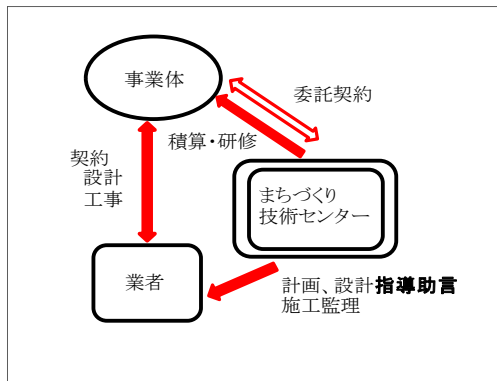 事業体
委託契約
積算・研修
契約
設計
工事
まちづくり
技術センター
業者
計画、設計指導助言
施工監理